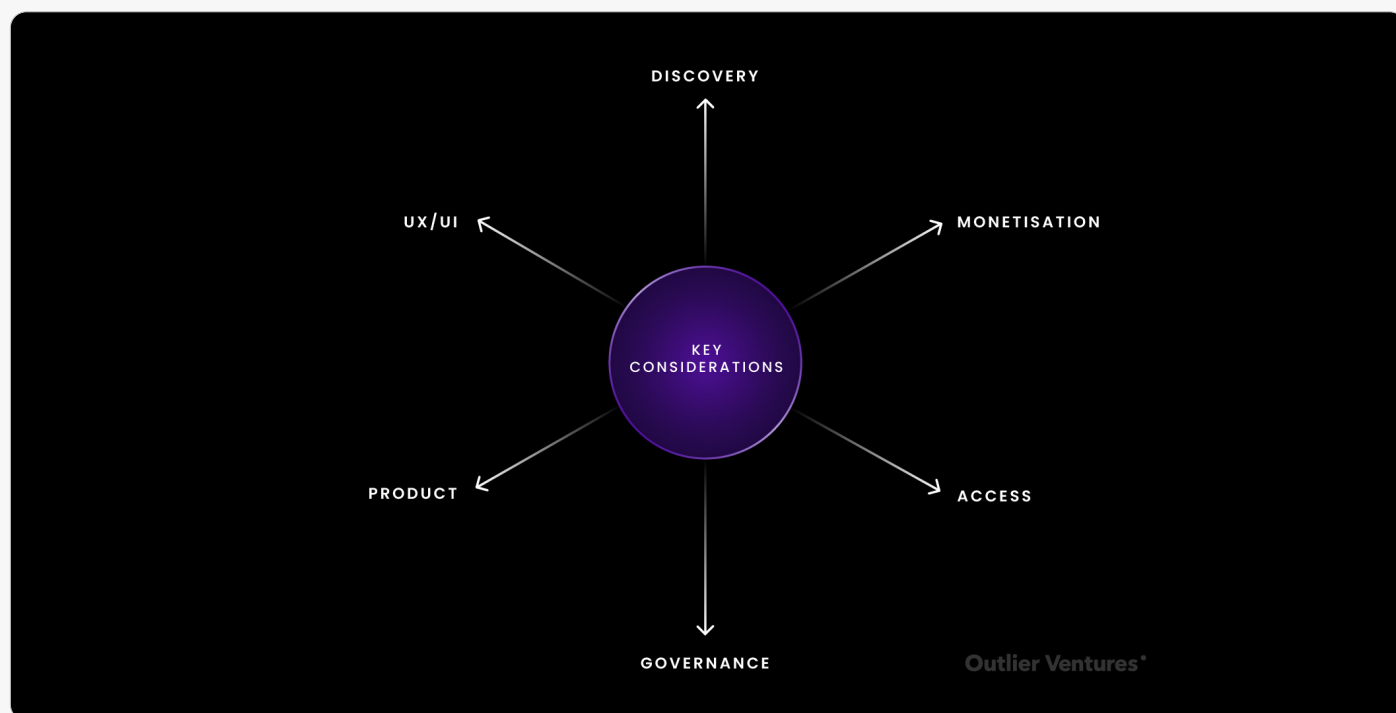 DISCOVERY
UX/UI
MONETISATION
KEY
CONSIDERATIONS
PRODUCT
ACCESS
GOVERNANCE
Outlier Ventures